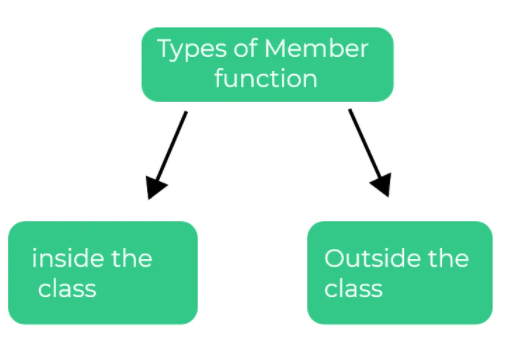 Types of Member
function
inside the
class
Outside the
class